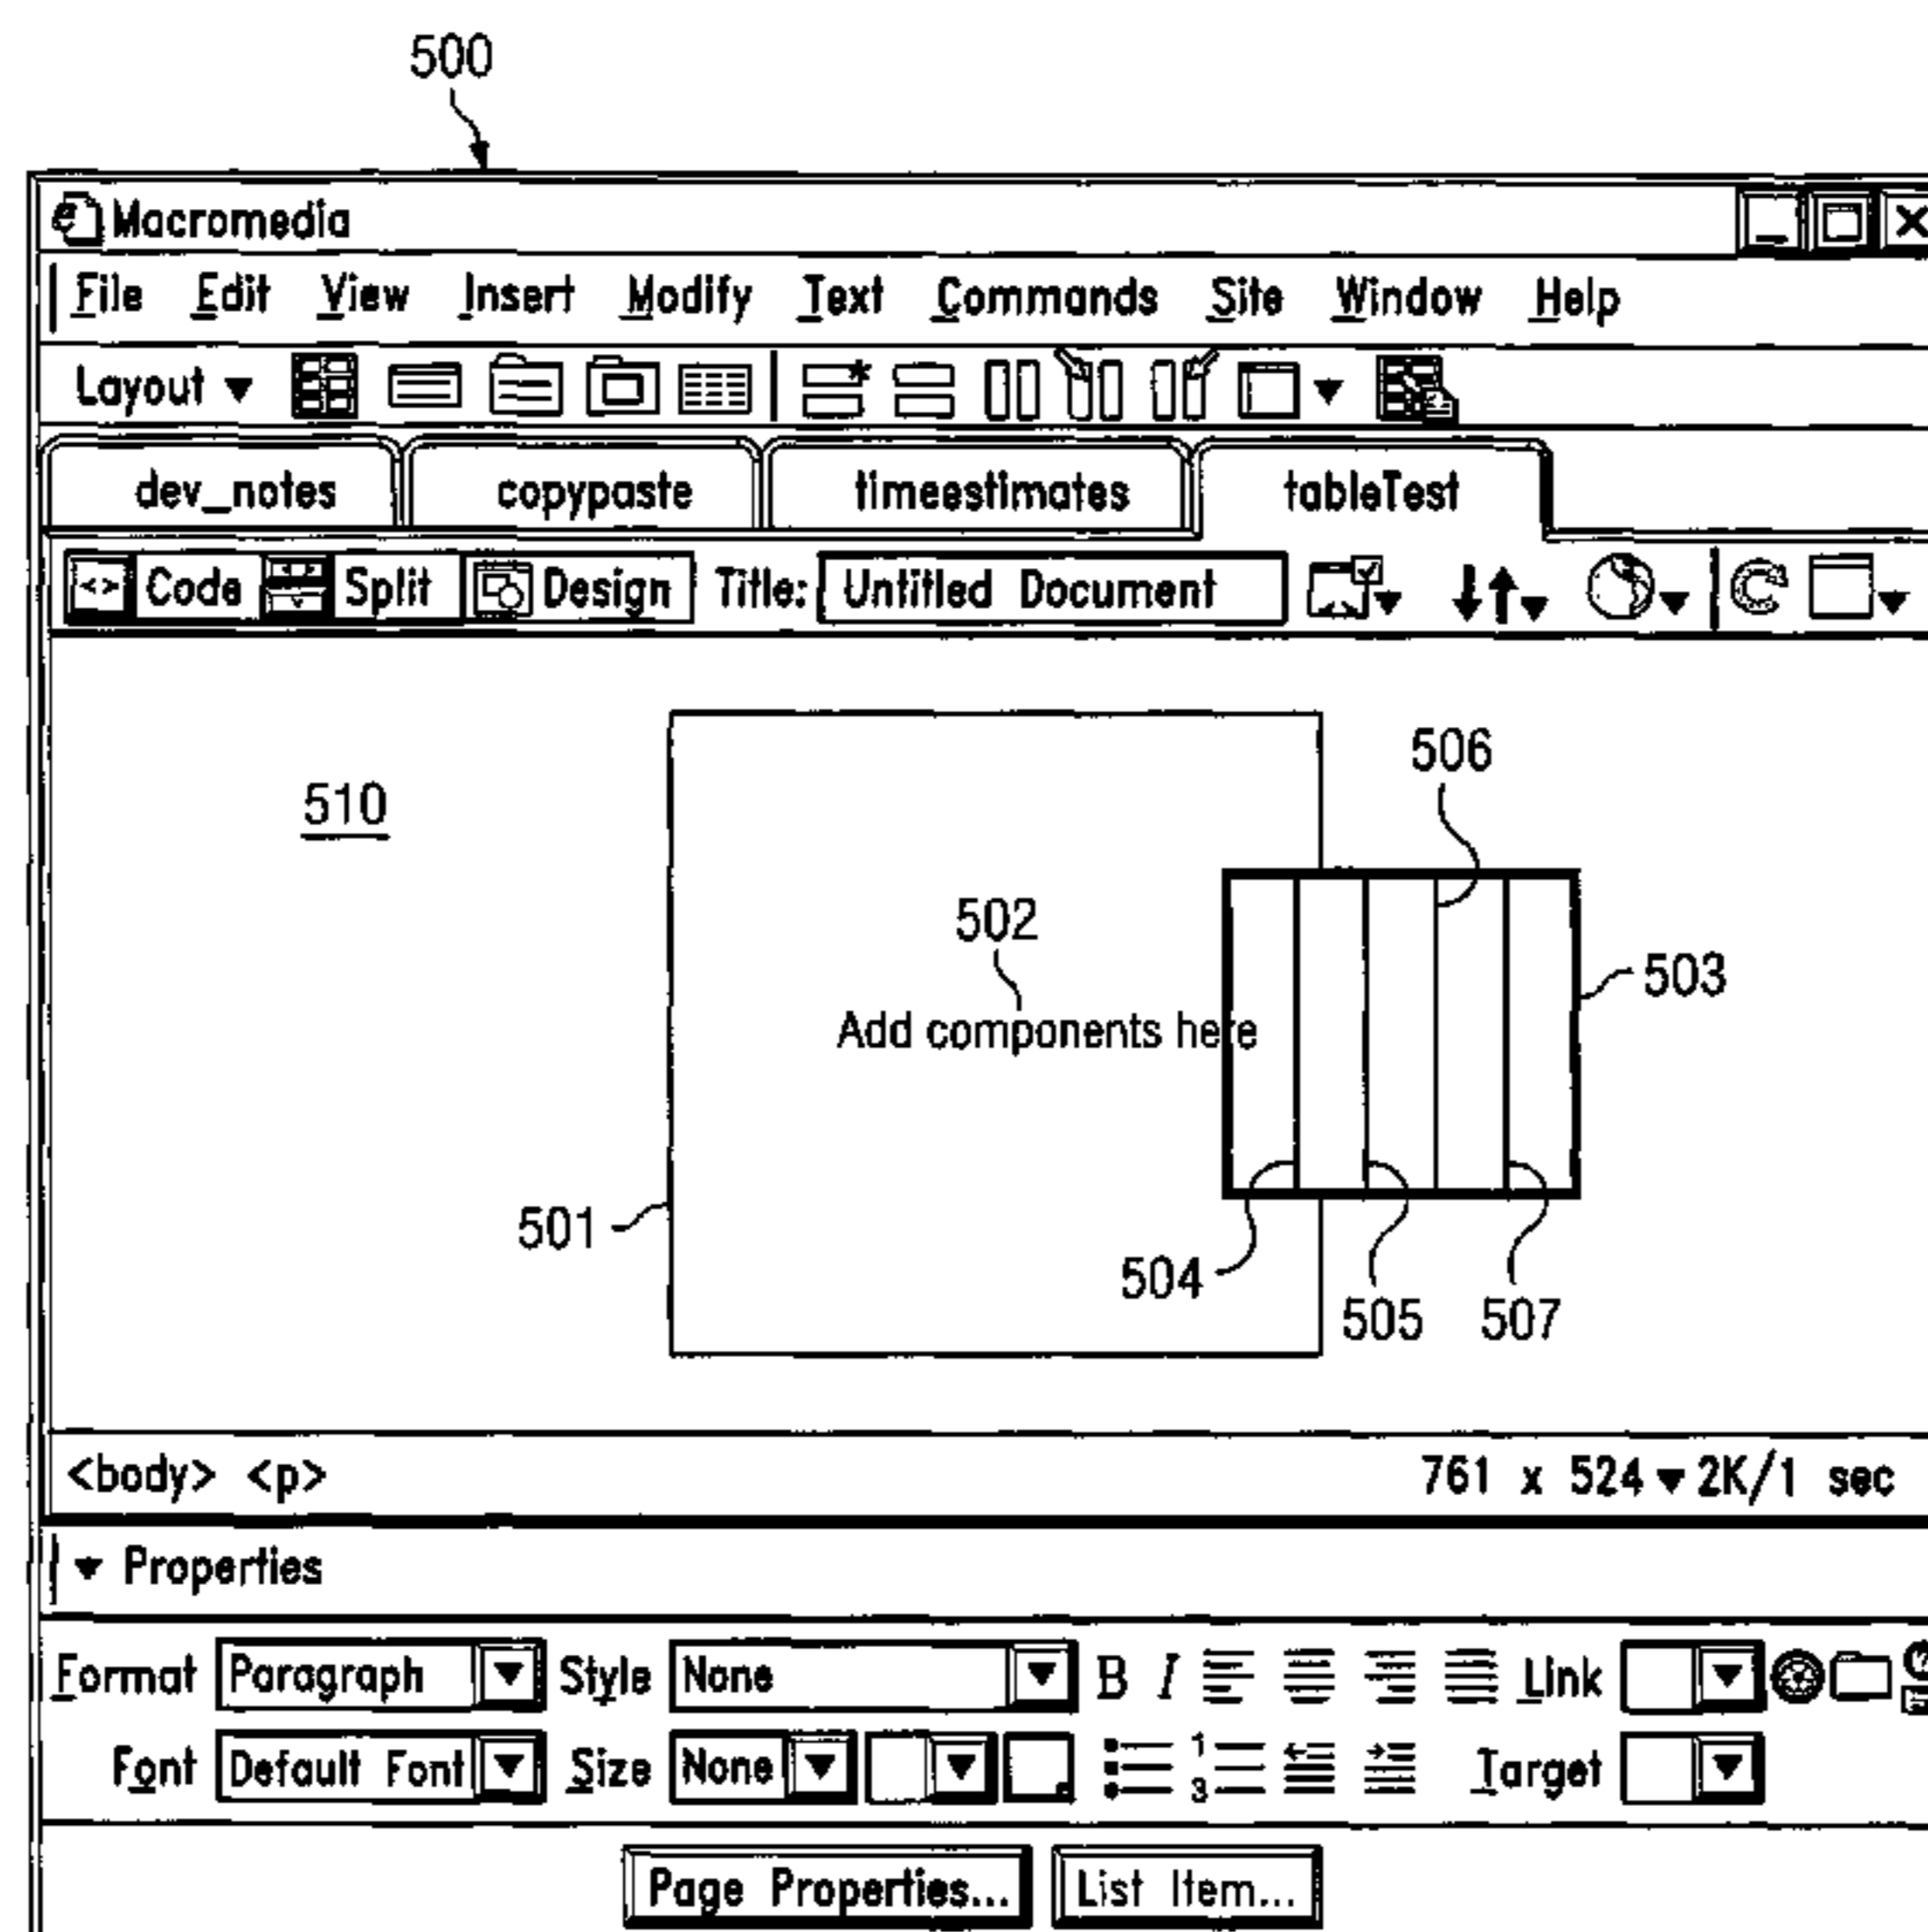 500
Macromedia
File Edit View Insert Modify Text Commands Site Window Help
Layout
dev_notes copypaste timeestimates tableTest
<> Code Split Design Title: Untitled Document
506
510
502
503
Add components here
501
504
505 507
<body> <p> 761 x 524 2K/1 sec
Properties
Format Paragraph Style None B I Link
Font Default Font Size None 1 3 Target
Page Properties... List Item...